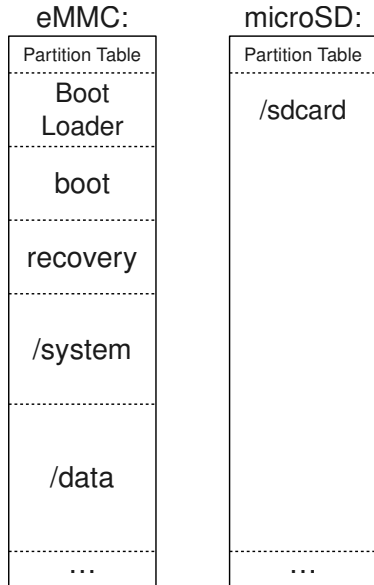 eMMC:
Partition Table
Boot
Loader
boot
recovery
/system
/data
...
microSD:
Partition Table
/sdcard
...